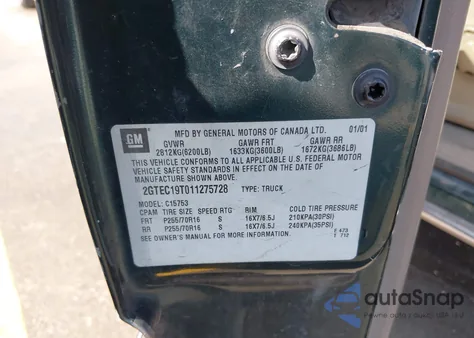 GM
MFD BY GENERAL MOTORS OF CANADA LTD. 01/01
GVWR GAWR FRT GAWR RR
2812KG(6200LB) 1633KG(3600LB) 1672KG(3686LB)
THIS VEHICLE CONFORMS TO ALL APPLICABLE U.S. FEDERAL MOTOR
VEHICLE SAFETY STANDARDS IN EFFECT ON THE DATE OF
MANUFACTURE SHOWN ABOVE.
2GTEC19T011275728 TYPE: TRUCK
MODEL: C15753
CPAM TIRE SIZE SPEED RTG RIM COLD TIRE PRESSURE
FRT P255/70R16 S 16X7/6.5J 210KPA(30PSI)
RR P255/70R16 S 16X7/6.5J 240KPA(35PSI)
SEE OWNER'S MANUAL FOR MORE INFORMATION.
autoSnap